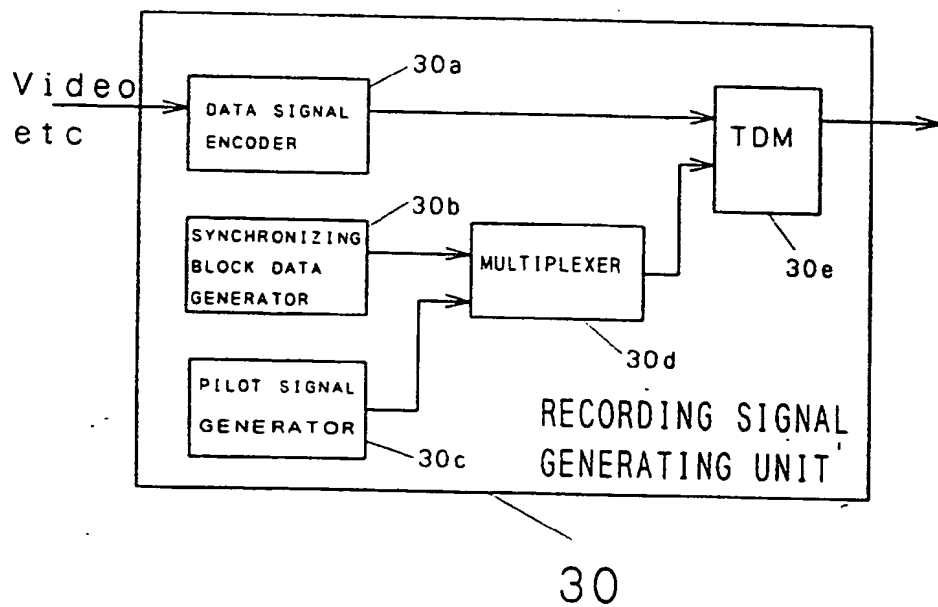 Video
etc
30a
DATA SIGNAL
ENCODER
TDM
30e
30b
SYNCHRONIZING
BLOCK DATA
GENERATOR
MULTIPLEXER
30d
PILOT SIGNAL
GENERATOR
30c
RECORDING SIGNAL
GENERATING UNIT
30